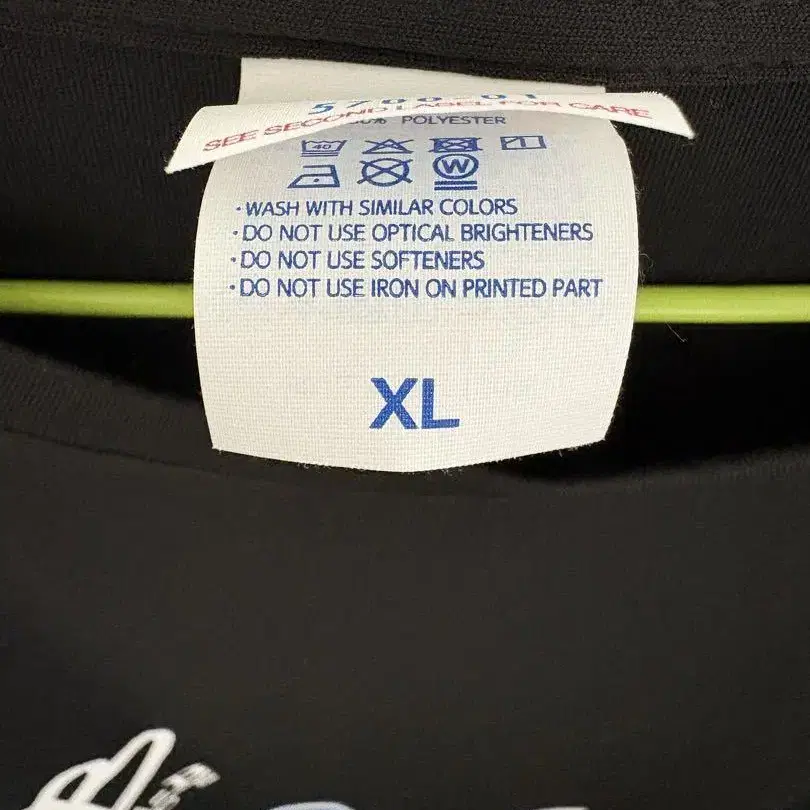 SEE SECOND LABEL FOR CARE
POLYESTER
40
W
· WASH WITH SIMILAR COLORS
· DO NOT USE OPTICAL BRIGHTENERS
· DO NOT USE SOFTENERS
· DO NOT USE IRON ON PRINTED PART
XL